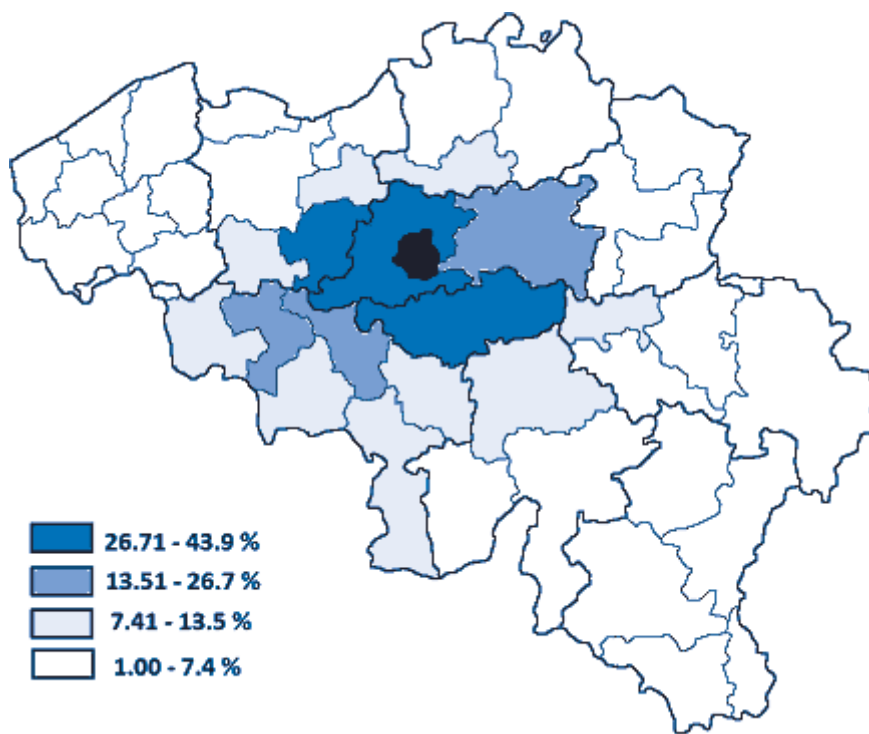 26.71 - 43.9 %
13.51 - 26.7 %
7.41 - 13.5 %
1.00 - 7.4 %